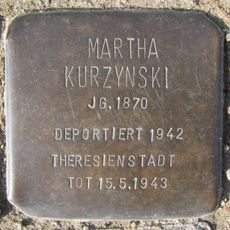 MARTHA
KURZYNSKI
JG. 1870
DEPORTIERT 1942
THERESIENSTADT
TOT 15.5.1943